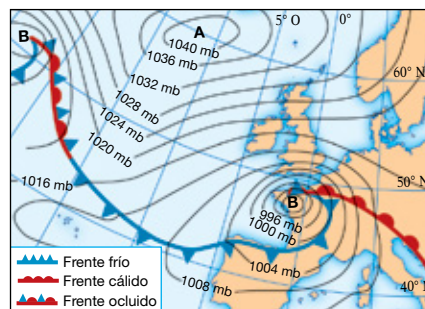 B
A
5° O
0°
1040 mb
1036 mb
1032 mb
1028 mb
1024 mb
1020 mb
1016 mb
60° N
50° N
B
996 mb
1000 mb
1004 mb
1008 mb
40° N
Frente frío
Frente cálido
Frente ocluido